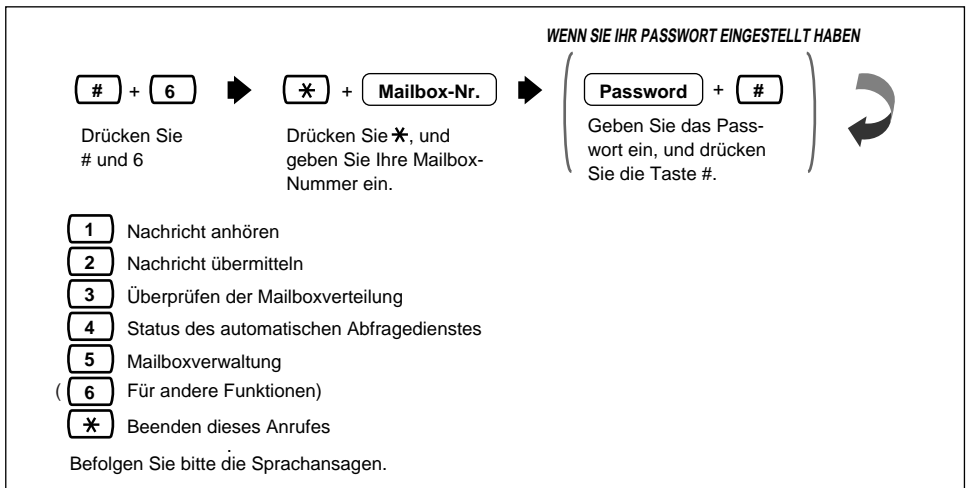 WENN SIE IHR PASSWORT EINGESTELLT HABEN
# + 6 * + Mailbox-Nr. ( Password + # )
Drücken Sie
# und 6
Drücken Sie *, und
geben Sie Ihre Mailbox-
Nummer ein.
Geben Sie das Pass-
wort ein, und drücken
Sie die Taste #.
1 Nachricht anhören
2 Nachricht übermitteln
3 Überprüfen der Mailboxverteilung
4 Status des automatischen Abfragedienstes
5 Mailboxverwaltung
( 6 Für andere Funktionen)
* Beenden dieses Anrufes
Befolgen Sie bitte die Sprachansagen.